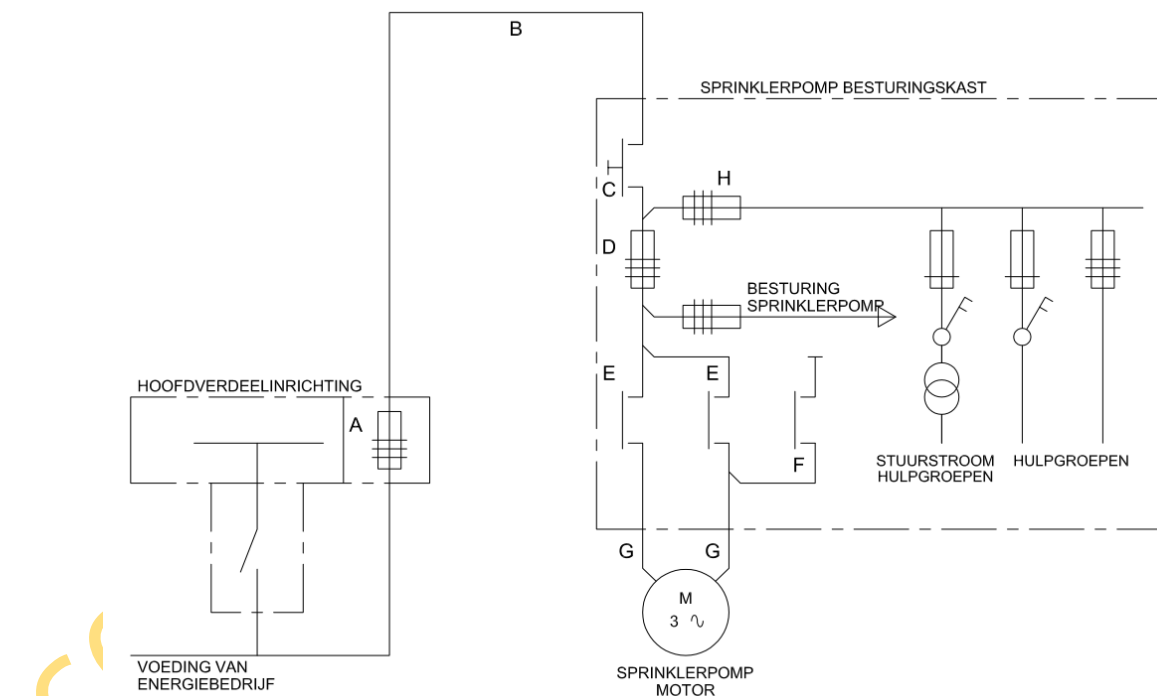 B
SPRINKLERPOMP BESTURINGSKAST
C
H
D
BESTURING
SPRINKLERPOMP
HOOFDVERDEELINRICHTING
E
E
A
F
STUURSTROOM
HULPGROEPEN
HULPGROEPEN
G
G
M
3 ∿
VOEDING VAN
ENERGIEBEDRIJF
SPRINKLERPOMP
MOTOR